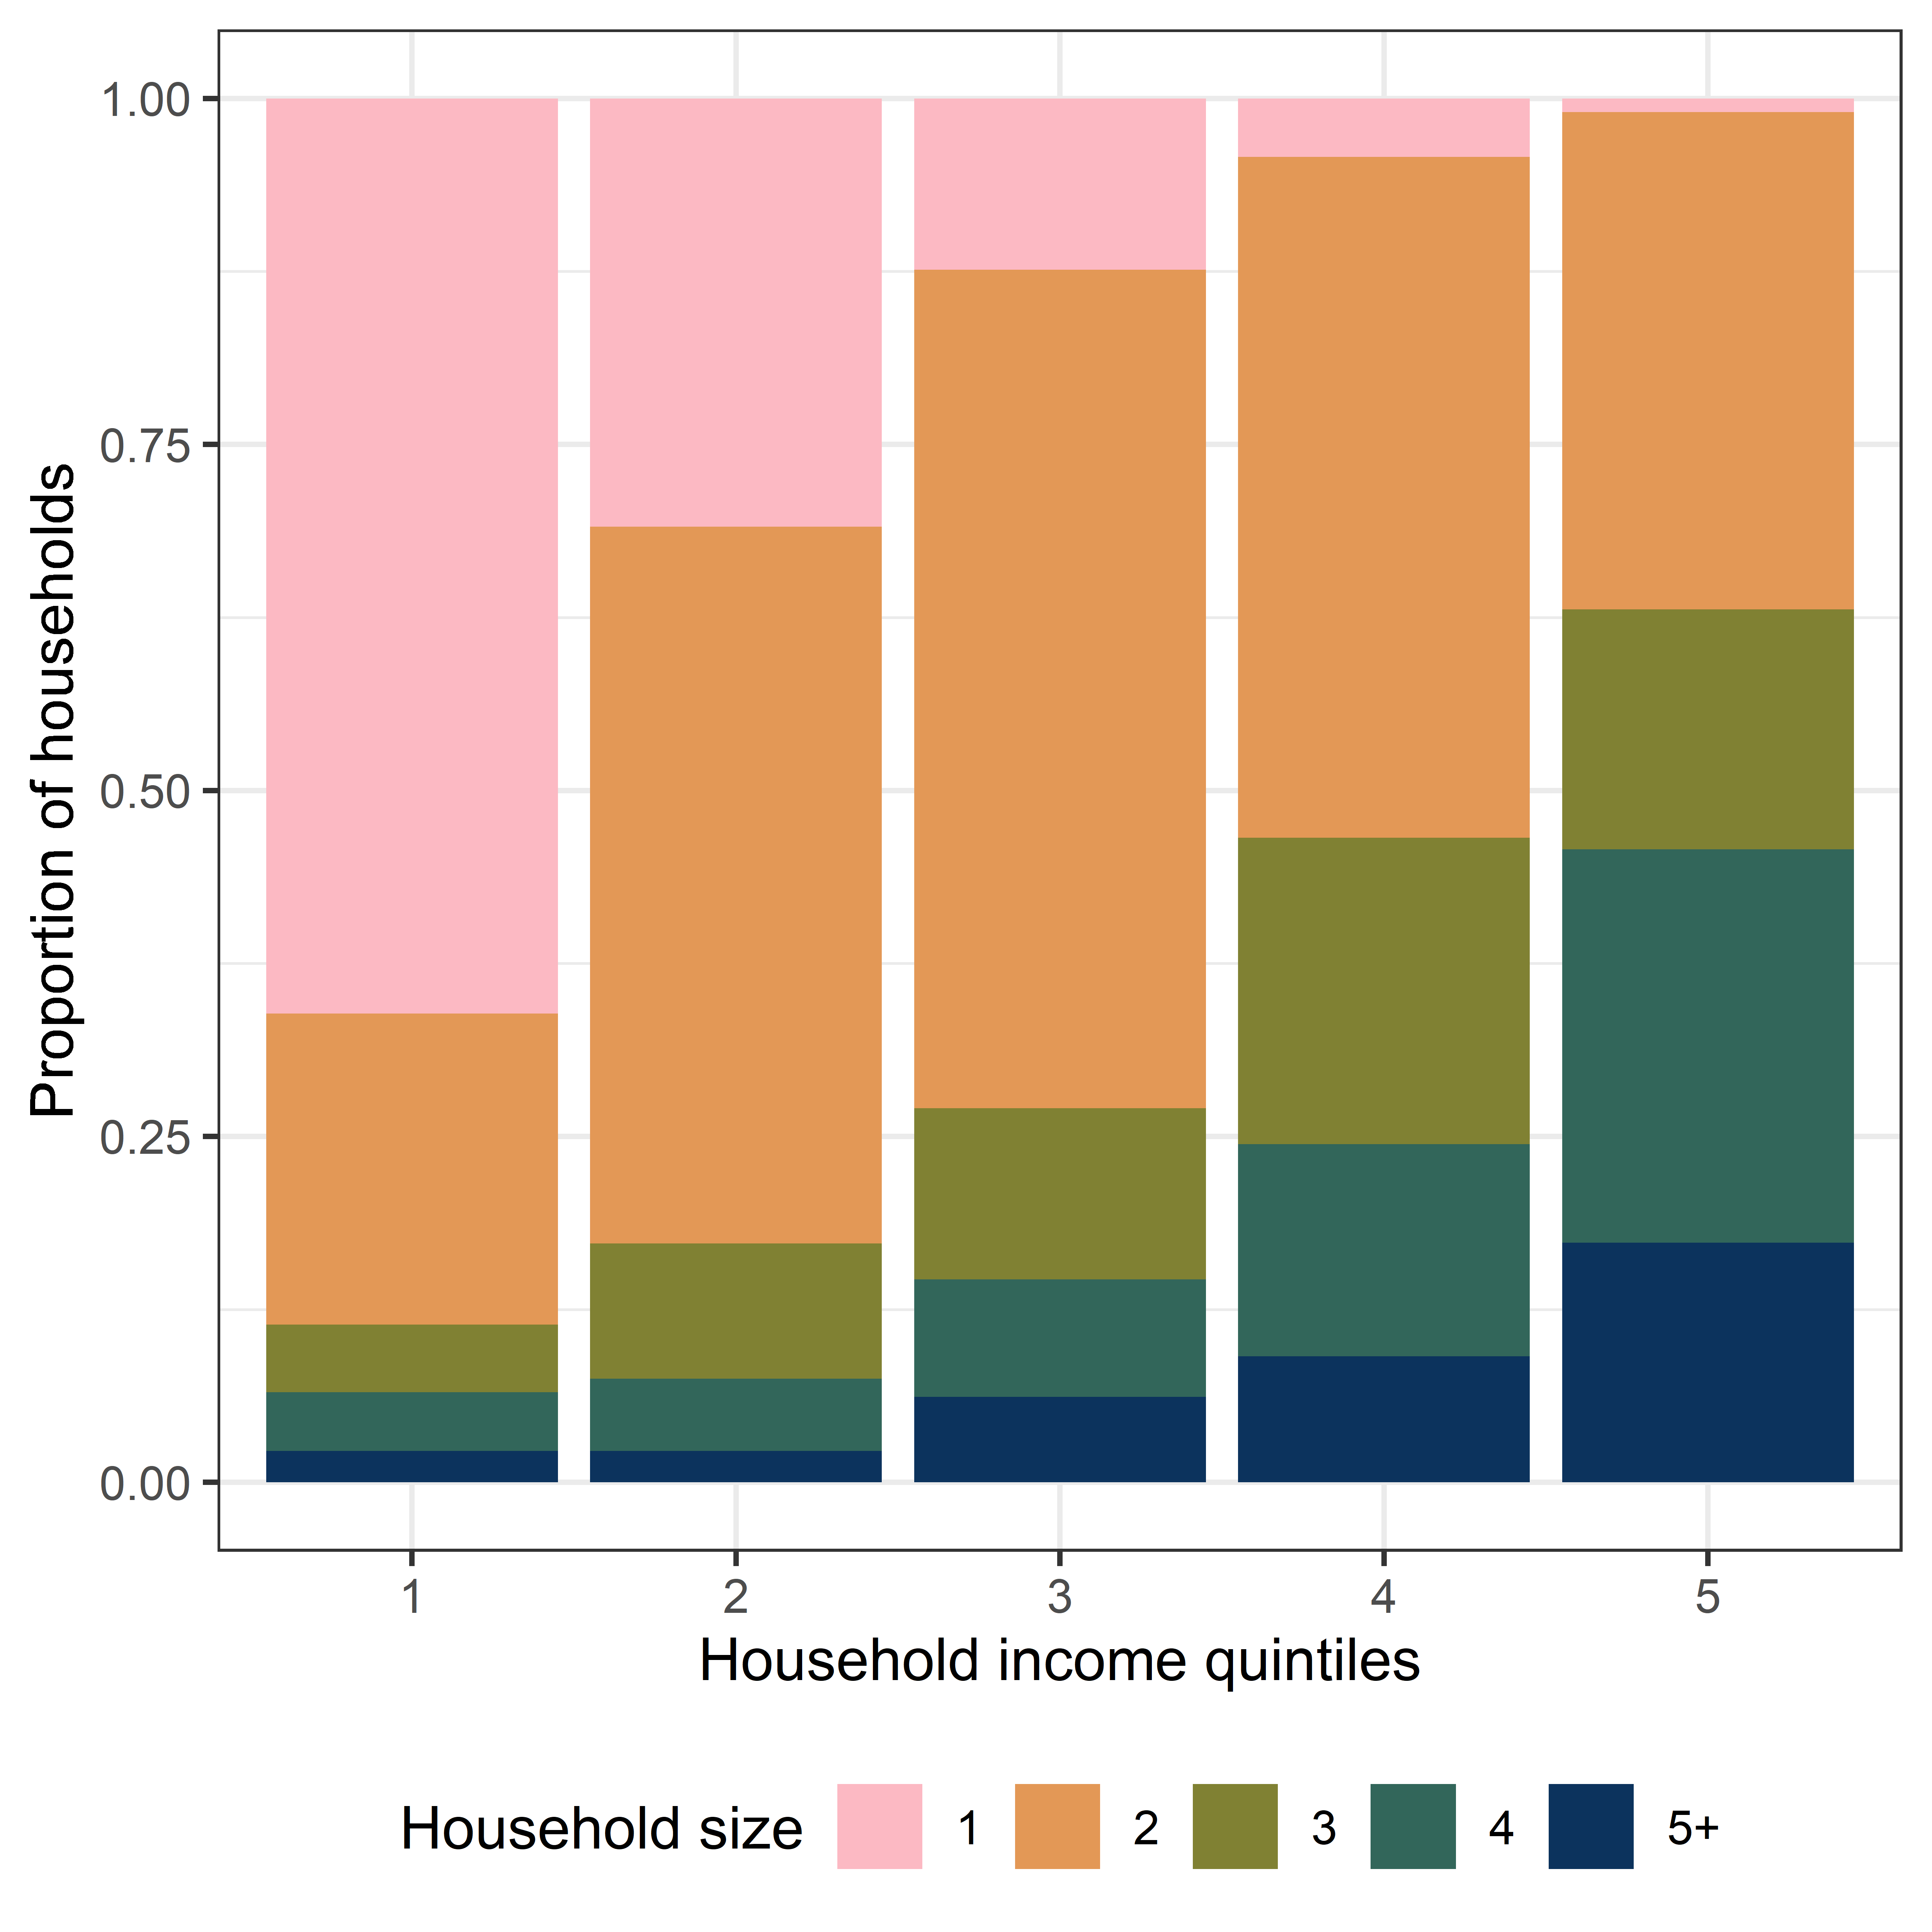 Proportion of households
1.00
0.75
0.50
0.25
0.00
1 2 3 4 5
Household income quintiles
Household size 1 2 3 4 5+